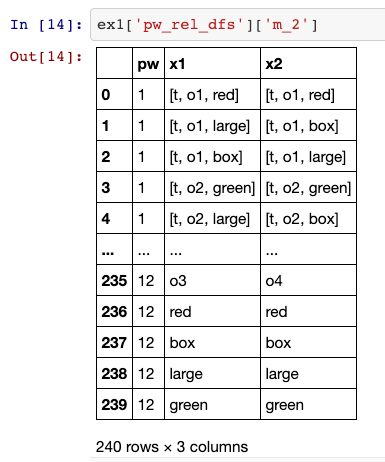 In [14]: ex1['pw_rel_dfs']['m_2']
Out[14]:
pw x1 x2
0 1 [t, o1, red] [t, o1, red]
1 1 [t, o1, large] [t, o1, box]
2 1 [t, o1, box] [t, o1, large]
3 1 [t, o2, green] [t, o2, green]
4 1 [t, o2, large] [t, o2, box]
... ... ... ...
235 12 o3 o4
236 12 red red
237 12 box box
238 12 large large
239 12 green green
240 rows × 3 columns